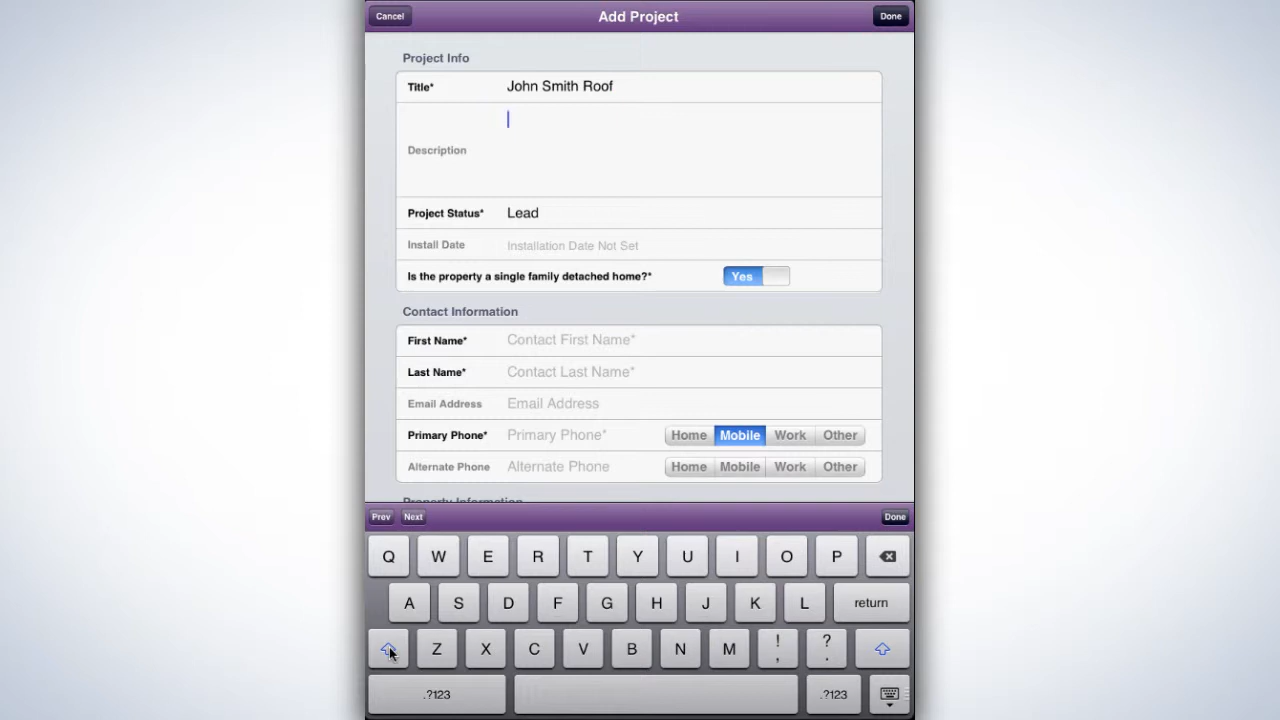 Cancel Add Project Done
Project Info
Title* John Smith Roof
Description
Project Status* Lead
Install Date Installation Date Not Set
Is the property a single family detached home?* Yes
Contact Information
First Name* Contact First Name*
Last Name* Contact Last Name*
Email Address Email Address
Primary Phone* Primary Phone* Home Mobile Work Other
Alternate Phone Alternate Phone Home Mobile Work Other
Property Information
Prev Next Done
Q W E R T Y U I O P
A S D F G H J K L return
Z X C V B N M ! , ? .
.?123 .?123